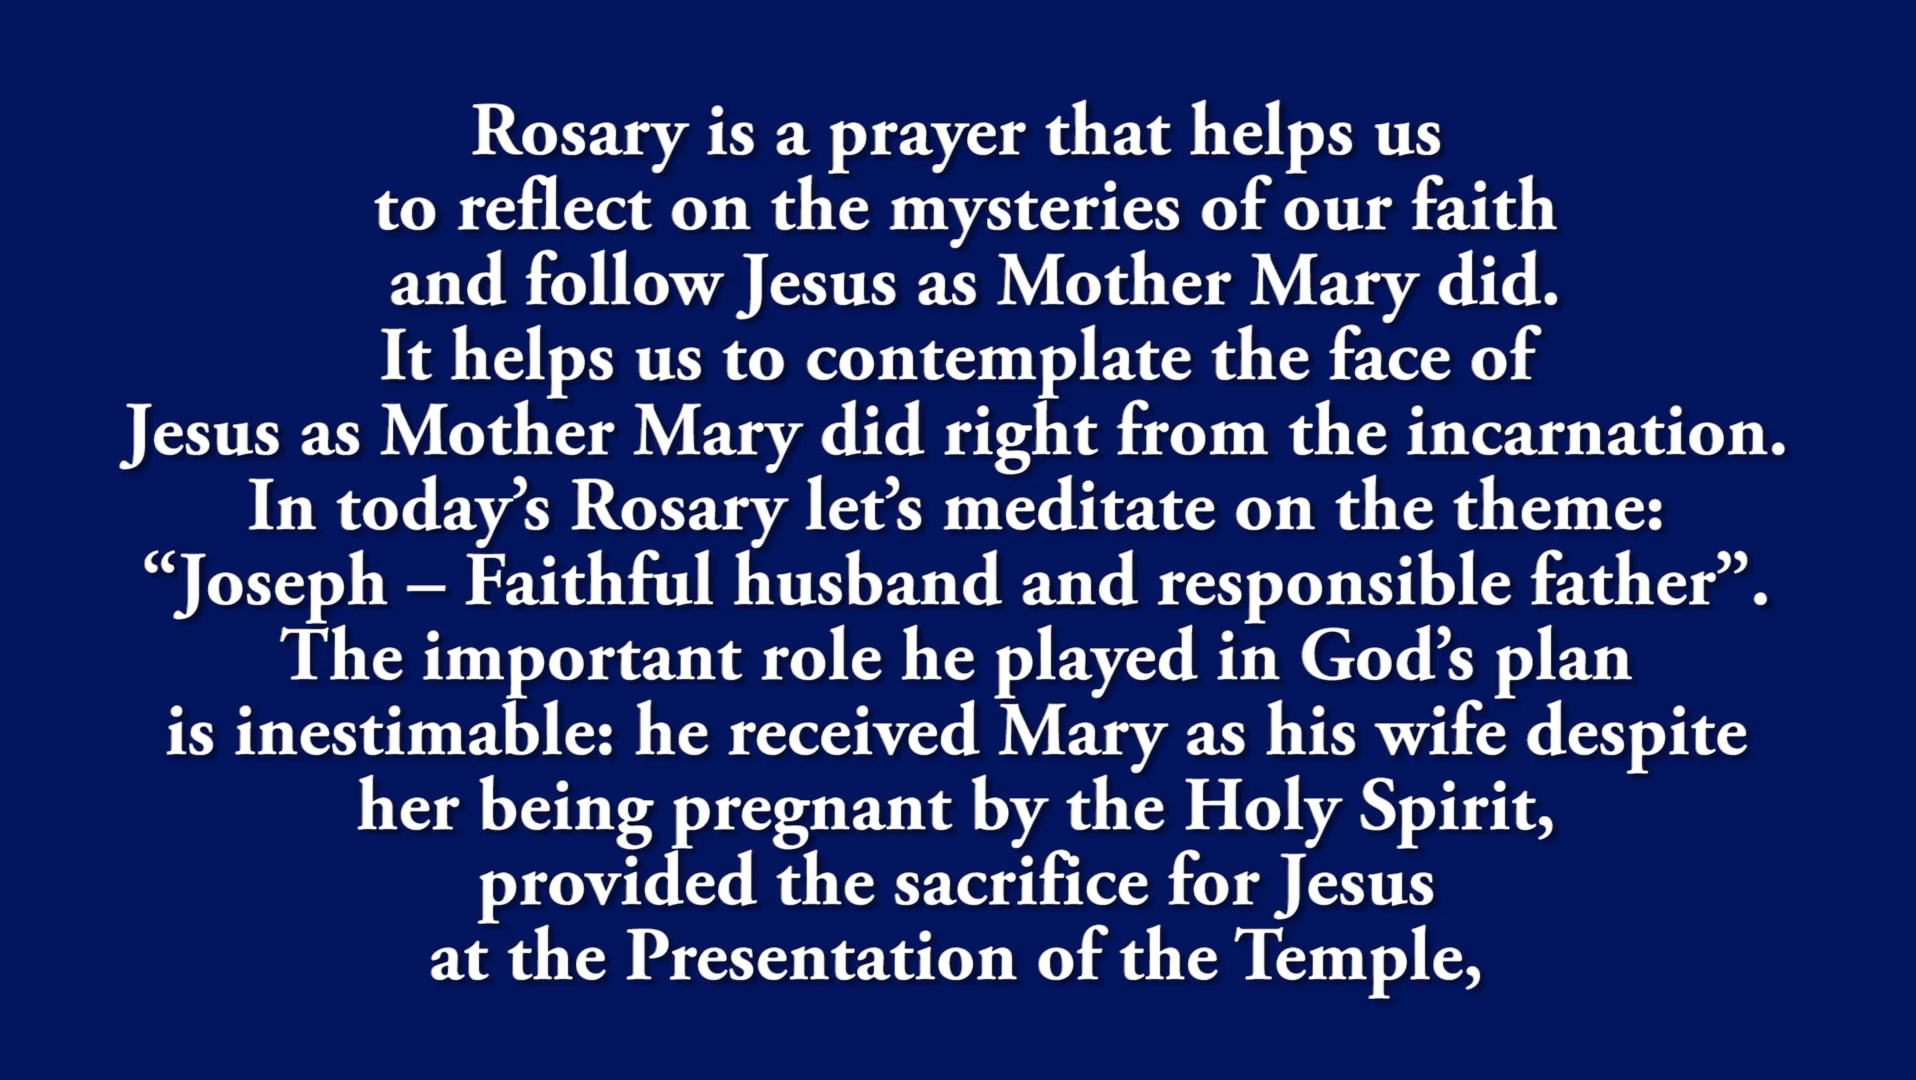 Rosary is a prayer that helps us
to reflect on the mysteries of our faith
and follow Jesus as Mother Mary did.
It helps us to contemplate the face of
Jesus as Mother Mary did right from the incarnation.
In today’s Rosary let’s meditate on the theme:
“Joseph – Faithful husband and responsible father”.
The important role he played in God’s plan
is inestimable: he received Mary as his wife despite
her being pregnant by the Holy Spirit,
provided the sacrifice for Jesus
at the Presentation of the Temple,